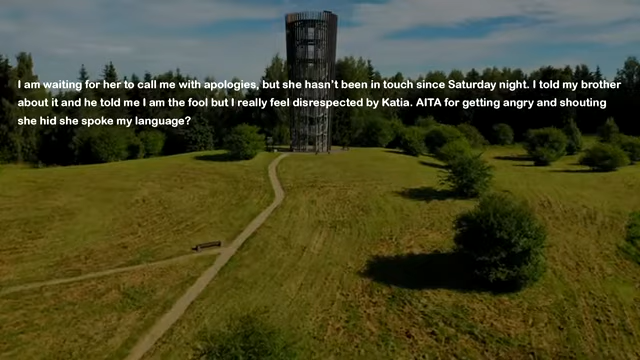 I am waiting for her to call me with apologies, but she hasn't been in touch since Saturday night. I told my brother
about it and he told me I am the fool but I really feel disrespected by Katia. AITA for getting angry and shouting
she hid she spoke my language?